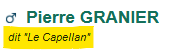 ♂ Pierre GRANIER
dit "Le Capellan"